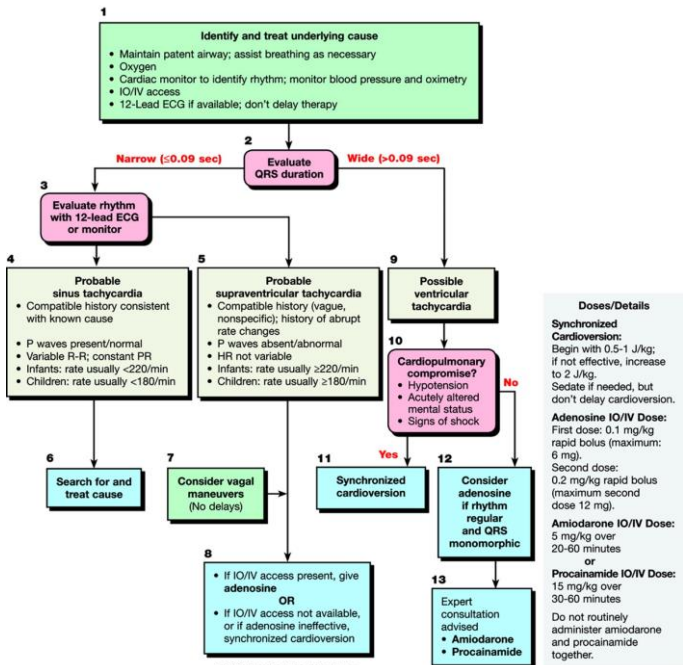 1
Identify and treat underlying cause
• Maintain patent airway; assist breathing as necessary
• Oxygen
• Cardiac monitor to identify rhythm; monitor blood pressure and oximetry
• IO/IV access
• 12-Lead ECG if available; don't delay therapy
2
Narrow (≤0.09 sec)
Evaluate
QRS duration
Wide (>0.09 sec)
3
Evaluate rhythm
with 12-lead ECG
or monitor
4
Probable
sinus tachycardia
• Compatible history consistent
with known cause
• P waves present/normal
• Variable R-R; constant PR
• Infants: rate usually <220/min
• Children: rate usually <180/min
5
Probable
supraventricular tachycardia
• Compatible history (vague,
nonspecific); history of abrupt
rate changes
• P waves absent/abnormal
• HR not variable
• Infants: rate usually ≥220/min
• Children: rate usually ≥180/min
9
Possible
ventricular
tachycardia
10
Cardiopulmonary
compromise?
• Hypotension
• Acutely altered
mental status
• Signs of shock
No
Yes
6
Search for and
treat cause
7
Consider vagal
maneuvers
(No delays)
11
Synchronized
cardioversion
12
Consider
adenosine
if rhythm
regular
and QRS
monomorphic
8
• If IO/IV access present, give
adenosine
OR
• If IO/IV access not available,
or if adenosine ineffective,
synchronized cardioversion
13
Expert
consultation
advised
• Amiodarone
• Procainamide
Doses/Details
Synchronized
Cardioversion:
Begin with 0.5-1 J/kg;
if not effective, increase
to 2 J/kg.
Sedate if needed, but
don't delay cardioversion.
Adenosine IO/IV Dose:
First dose: 0.1 mg/kg
rapid bolus (maximum:
6 mg).
Second dose:
0.2 mg/kg rapid bolus
(maximum second
dose 12 mg).
Amiodarone IO/IV Dose:
5 mg/kg over
20-60 minutes
or
Procainamide IO/IV Dose:
15 mg/kg over
30-60 minutes
Do not routinely
administer amiodarone
and procainamide
together.